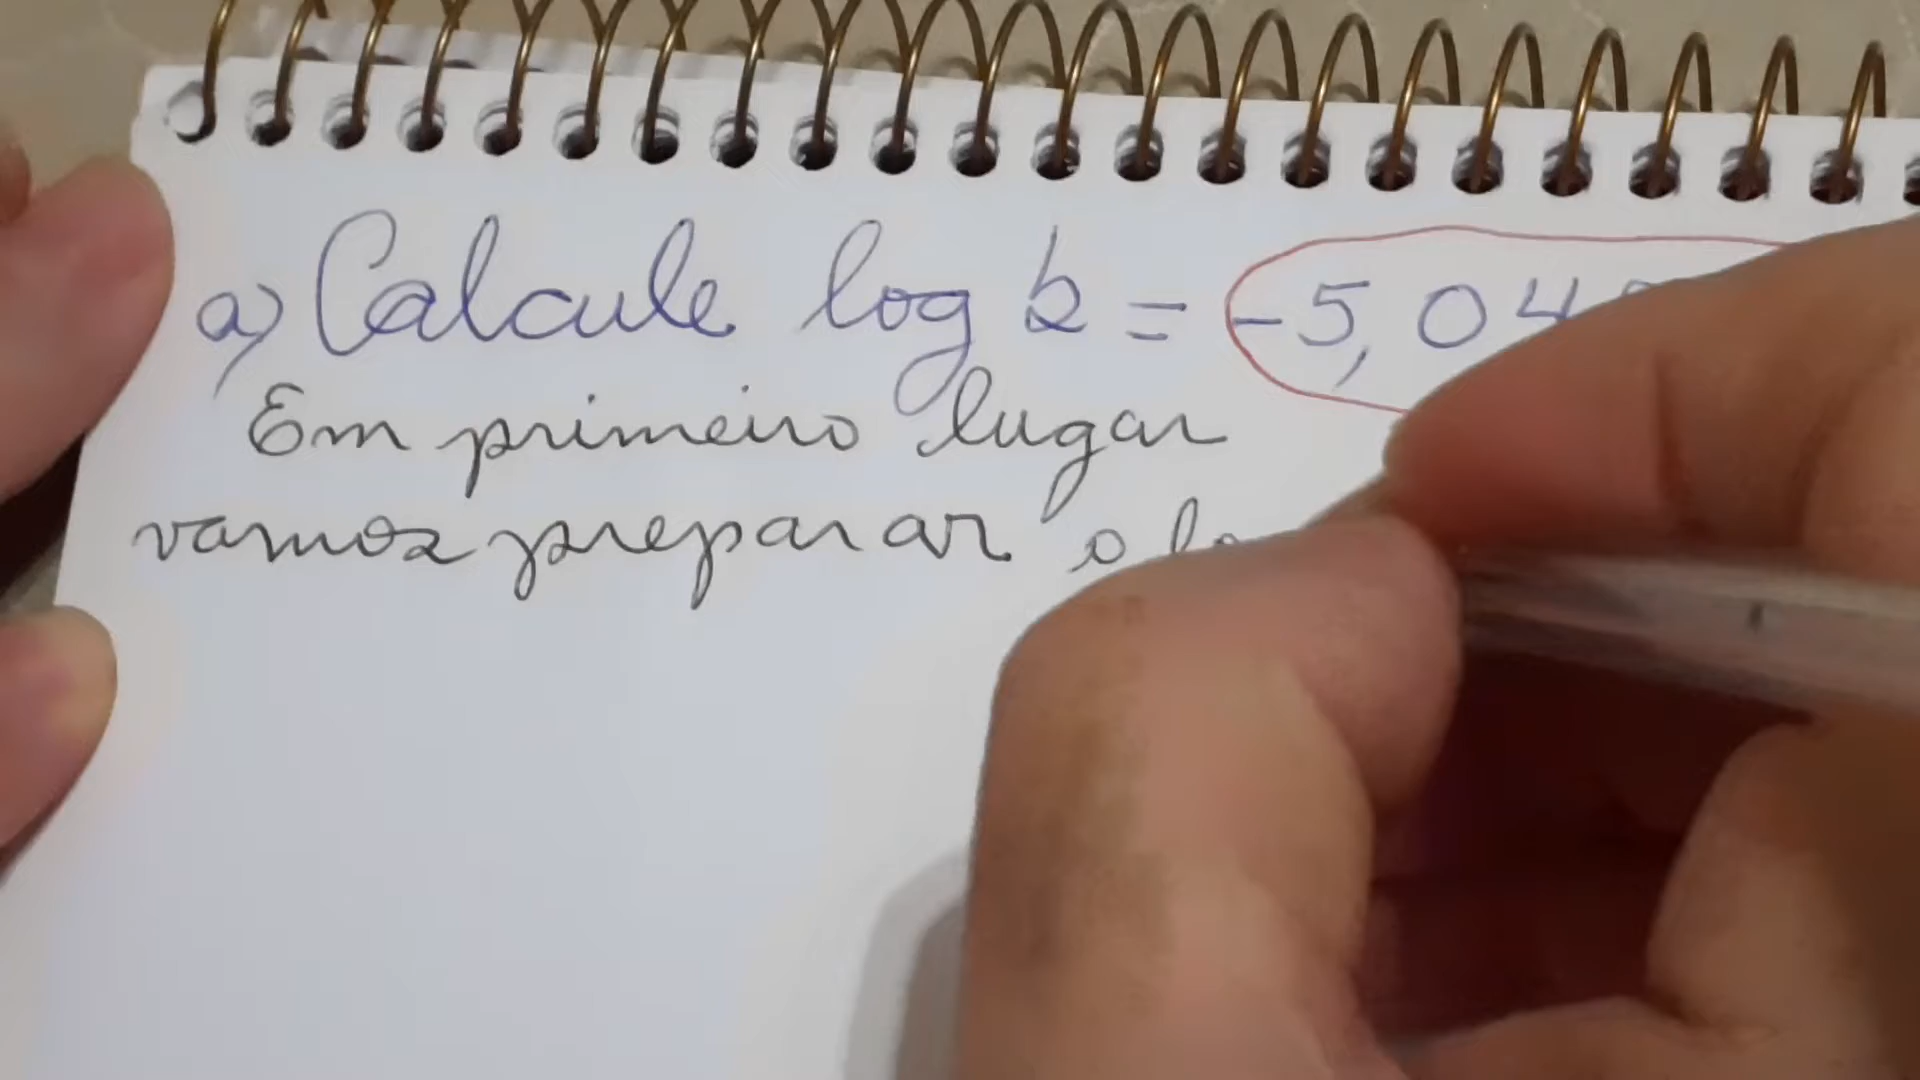 a) Calcule log b = -5,04
Em primeiro lugar
vamos preparar o